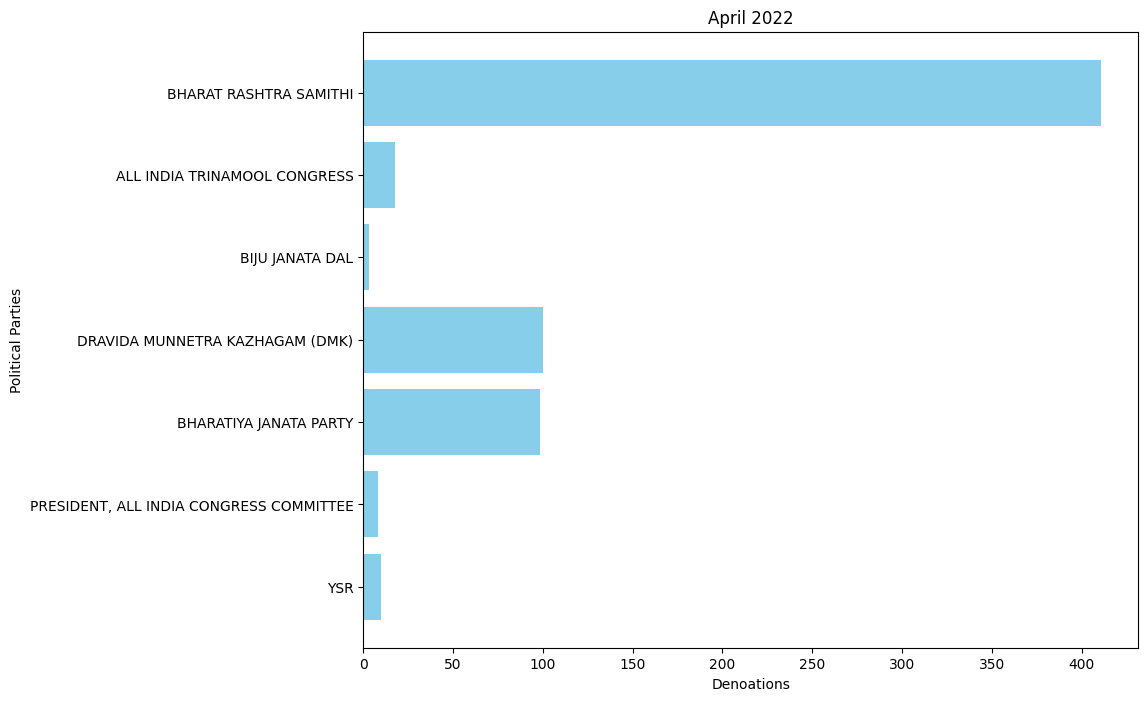 April 2022
Political Parties
BHARAT RASHTRA SAMITHI
ALL INDIA TRINAMOOL CONGRESS
BIJU JANATA DAL
DRAVIDA MUNNETRA KAZHAGAM (DMK)
BHARATIYA JANATA PARTY
PRESIDENT, ALL INDIA CONGRESS COMMITTEE
YSR
0 50 100 150 200 250 300 350 400
Denoations